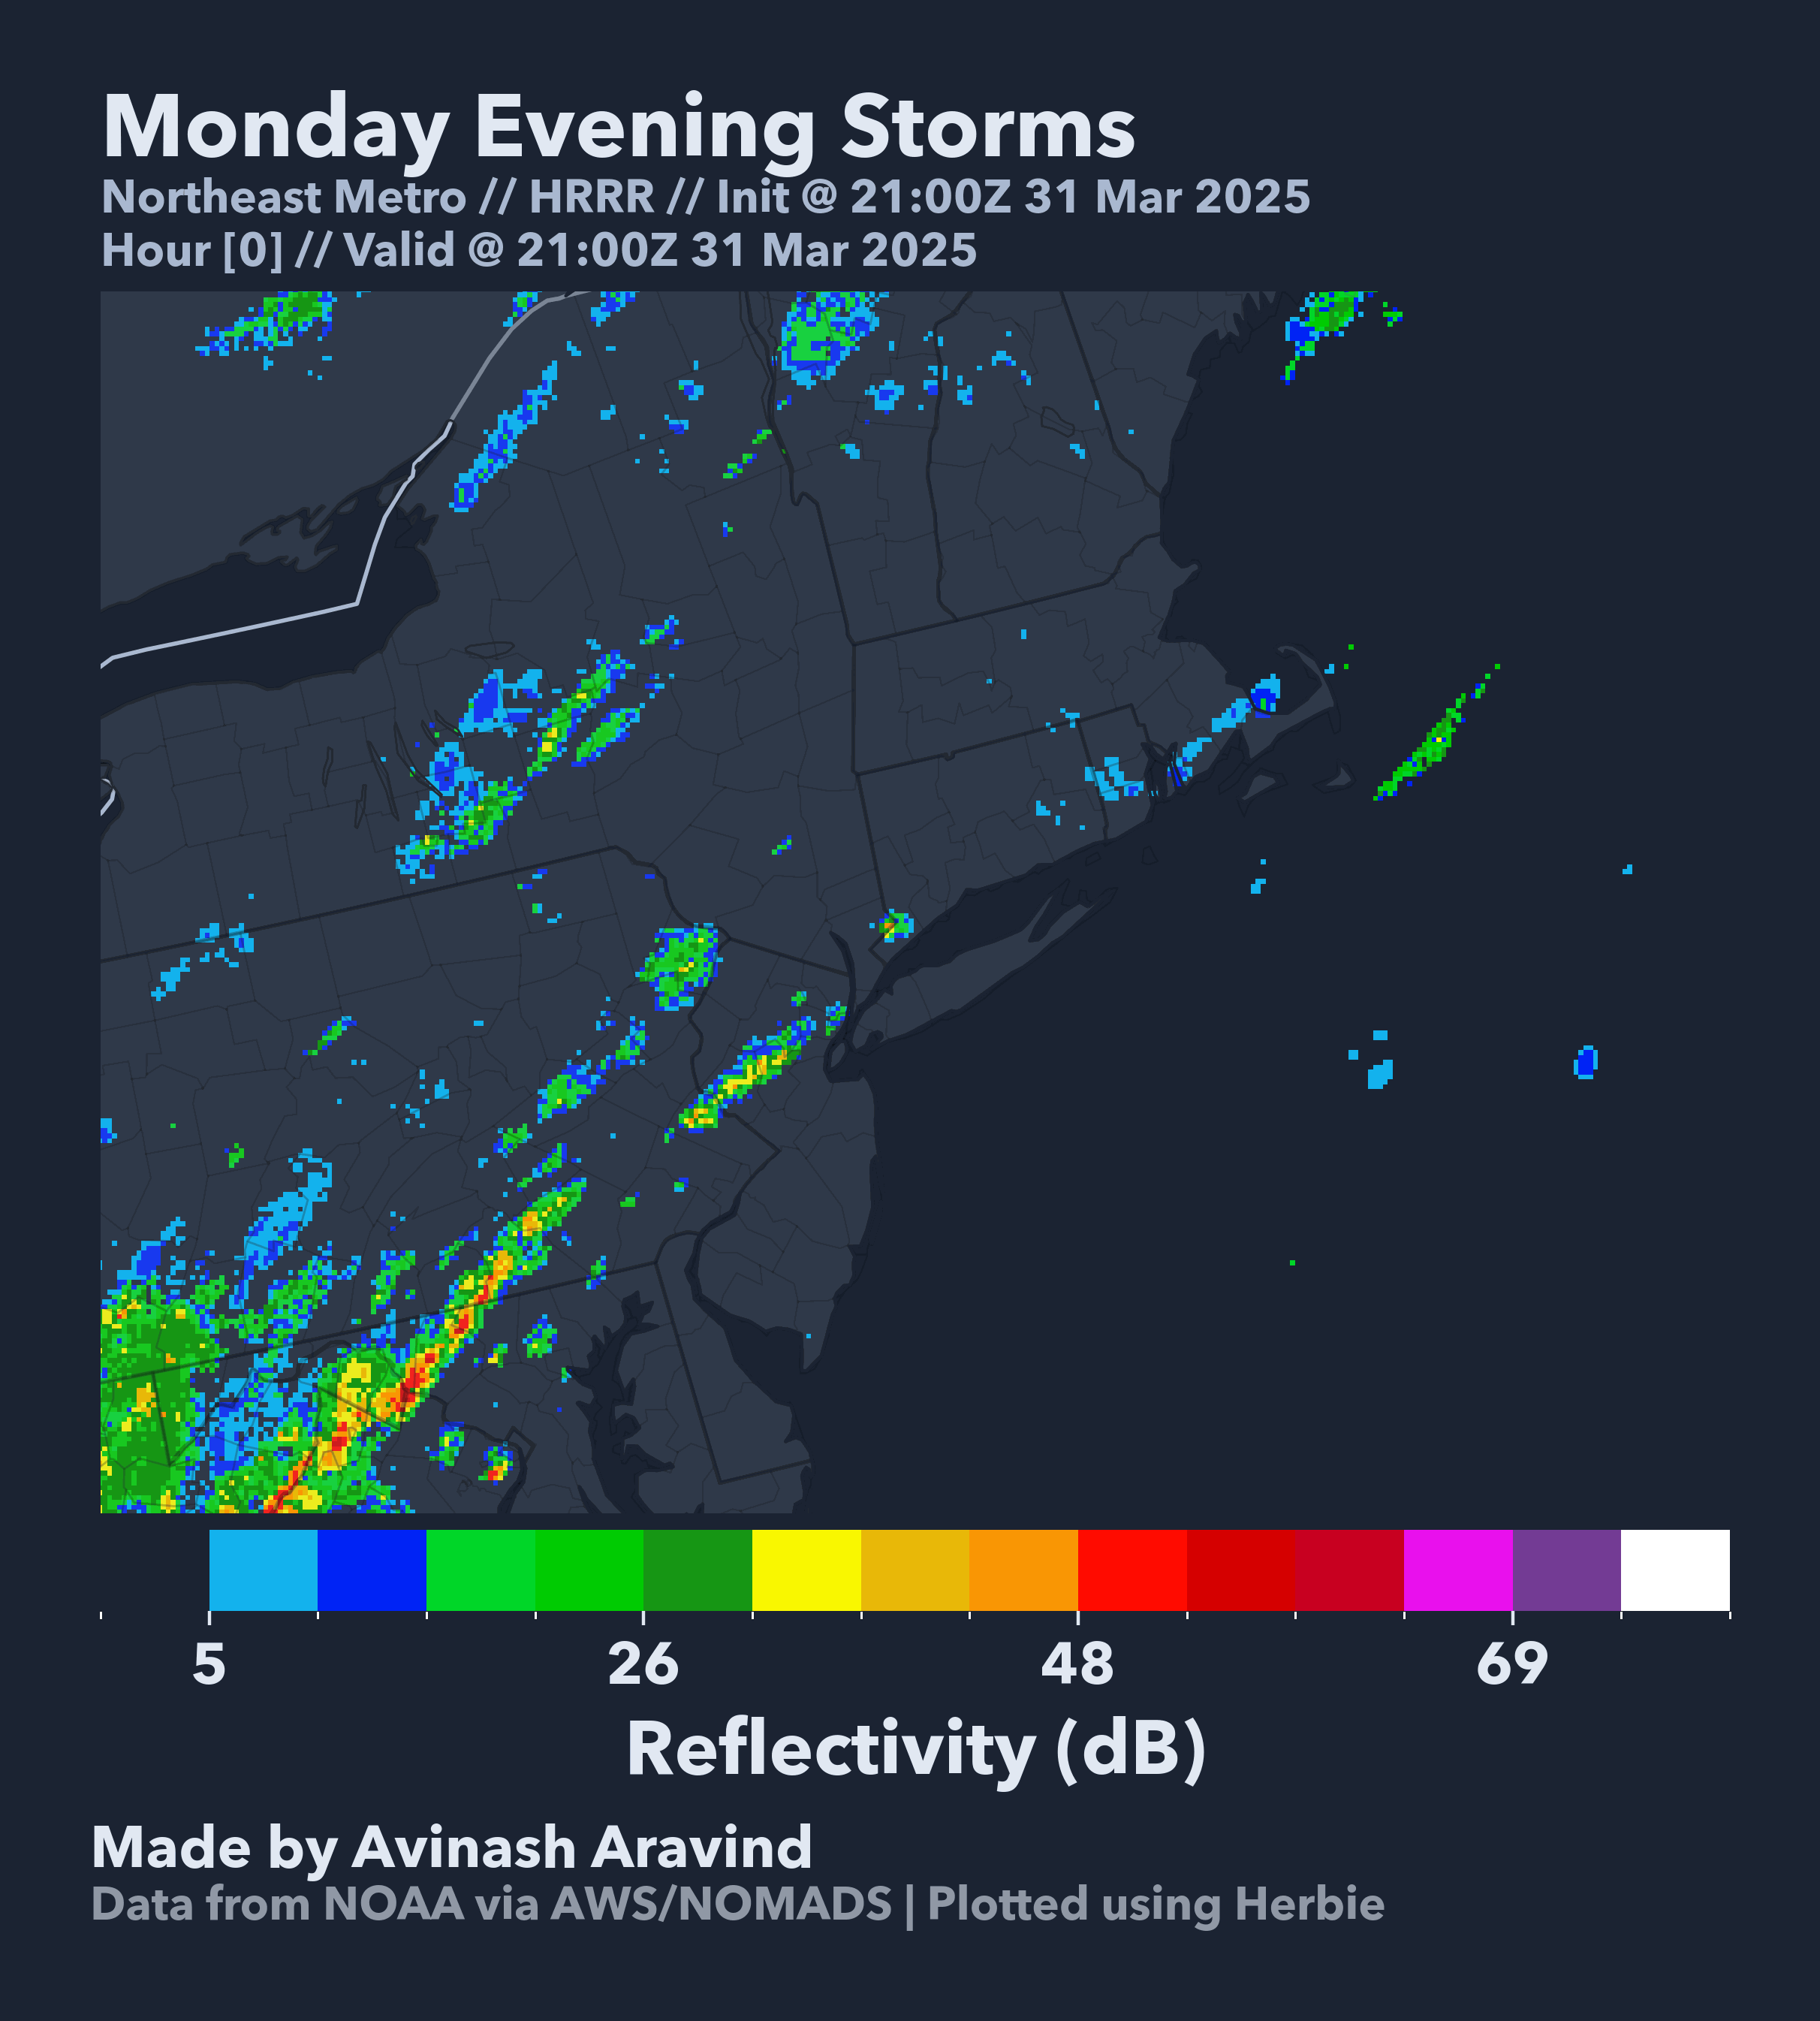 Monday Evening Storms
Northeast Metro // HRRR // Init @ 21:00Z 31 Mar 2025
Hour [0] // Valid @ 21:00Z 31 Mar 2025
5 26 48 69
Reflectivity (dB)
Made by Avinash Aravind
Data from NOAA via AWS/NOMADS | Plotted using Herbie